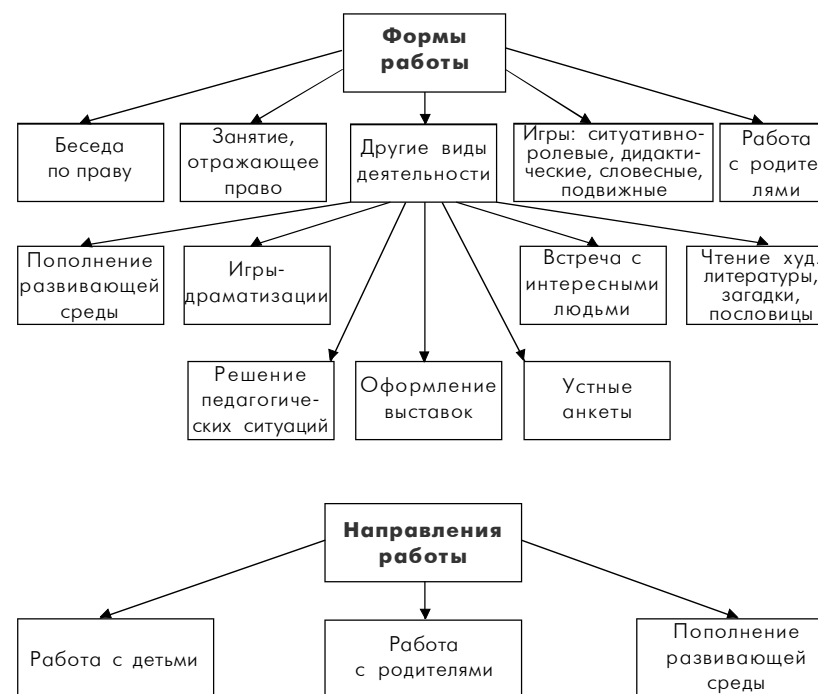 Формы
работы
Беседа
по праву
Занятие,
отражающее
право
Другие виды
деятельности
Игры: ситуативно-
ролевые, дидакти-
ческие, словесные,
подвижные
Работа
с родите-
лями
Пополнение
развивающей
среды
Игры-
драматизации
Встреча с
интересными
людьми
Чтение худ.
литературы,
загадки,
пословицы
Решение
педагогиче-
ских ситуаций
Оформление
выставок
Устные
анкеты
Направления
работы
Работа с детьми
Работа
с родителями
Пополнение
развивающей
среды